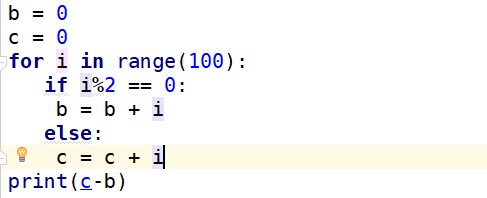 b = 0
c = 0
for i in range(100):
   if i%2 == 0:
    b = b + i
   else:
    c = c + i
print(c-b)